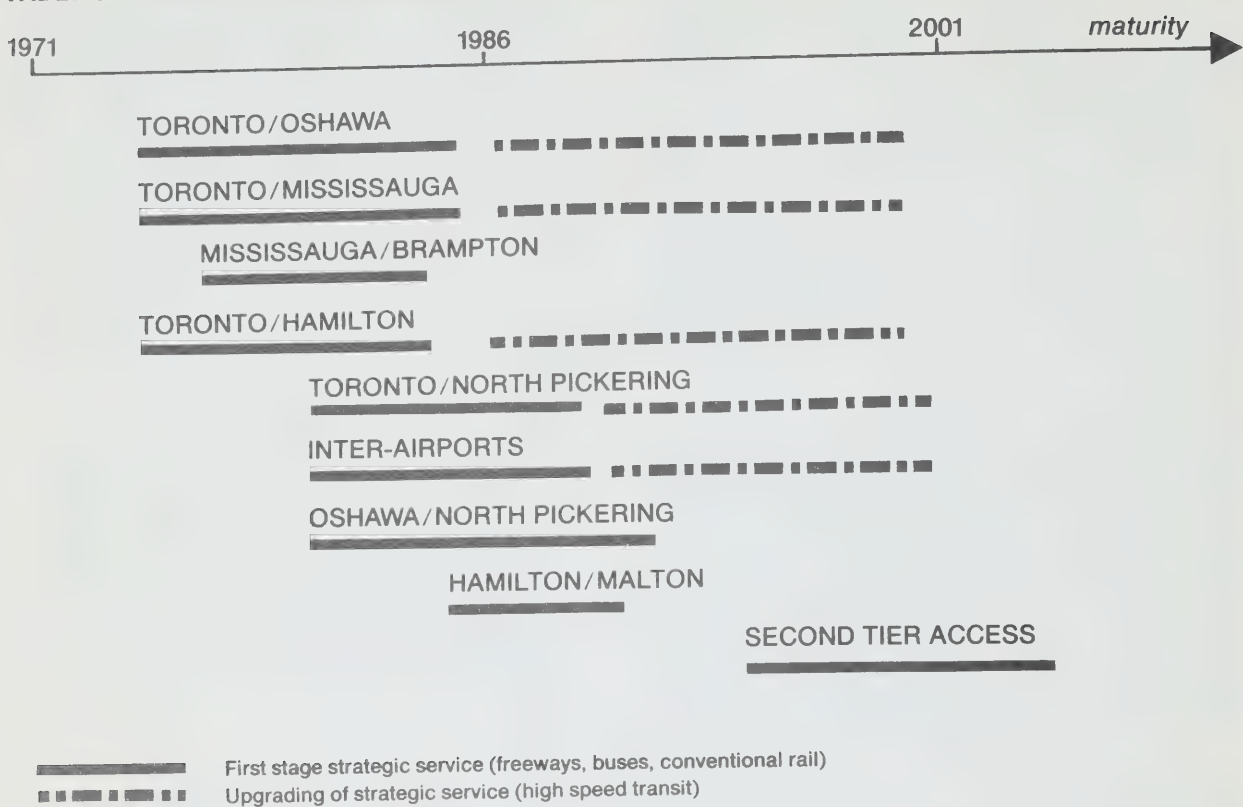 1971 1986 2001 maturity
TORONTO/OSHAWA
TORONTO/MISSISSAUGA
MISSISSAUGA/BRAMPTON
TORONTO/HAMILTON
TORONTO/NORTH PICKERING
INTER-AIRPORTS
OSHAWA/NORTH PICKERING
HAMILTON/MALTON
SECOND TIER ACCESS
First stage strategic service (freeways, buses, conventional rail)
Upgrading of strategic service (high speed transit)